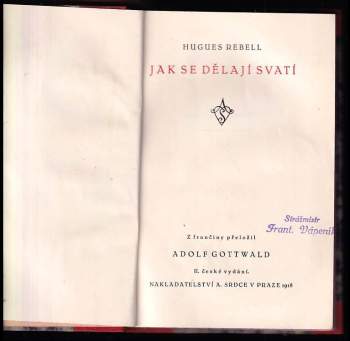 HUGUES REBELL
JAK SE DĚLAJÍ SVATÍ
Z frančiny přeložil
ADOLF GOTTWALD
II. české vydání.
NAKLADATELSTVÍ A. SRDCE V PRAZE 1918
Strážmistr
Frant. Vápeník